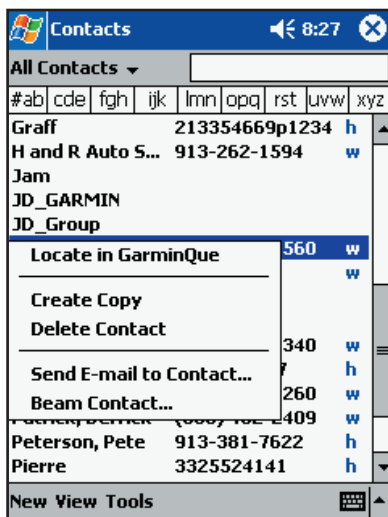 Contacts 8:27
All Contacts
#ab cde fgh ijk lmn opq rst uvw xyz
Graff 213354669p1234 h
H and R Auto S... 913-262-1594 w
Jam
JD_GARMIN
JD_Group
560 w
Locate in GarminQue
w
Create Copy
Delete Contact
340 w
h
Send E-mail to Contact...
260 w
Beam Contact...
2409 w
Peterson, Pete 913-381-7622 h
Pierre 3325524141 h
New View Tools